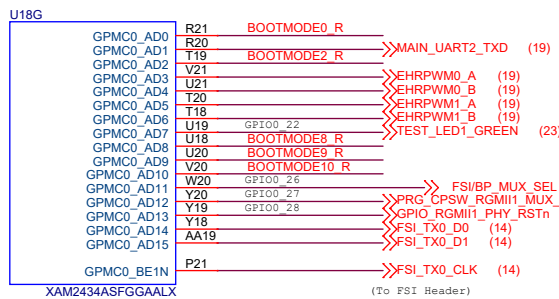 U18G
GPMC0_AD0 R21 BOOTMODE0_R
GPMC0_AD1 R20 MAIN_UART2_TXD (19)
GPMC0_AD2 T19 BOOTMODE2_R
GPMC0_AD3 V21 EHRPWM0_A (19)
GPMC0_AD4 U21 EHRPWM0_B (19)
GPMC0_AD5 T20 EHRPWM1_A (19)
GPMC0_AD6 T18 EHRPWM1_B (19)
GPMC0_AD7 U19 GPIO0_22 TEST_LED1_GREEN (23)
GPMC0_AD8 U18 BOOTMODE8_R
GPMC0_AD9 U20 BOOTMODE9_R
GPMC0_AD10 V20 BOOTMODE10_R
GPMC0_AD11 W20 GPIO0_26 FSI/BP_MUX_SEL
GPMC0_AD12 Y20 GPIO0_27 PRG_CPSW_RGMII1_MUX_
GPMC0_AD13 Y19 GPIO0_28 GPIO_RGMII1_PHY_RSTn
GPMC0_AD14 Y18 FSI_TX0_D0 (14)
GPMC0_AD15 AA19 FSI_TX0_D1 (14)
GPMC0_BE1N P21 FSI_TX0_CLK (14)
XAM2434ASFGGAALX (To FSI Header)